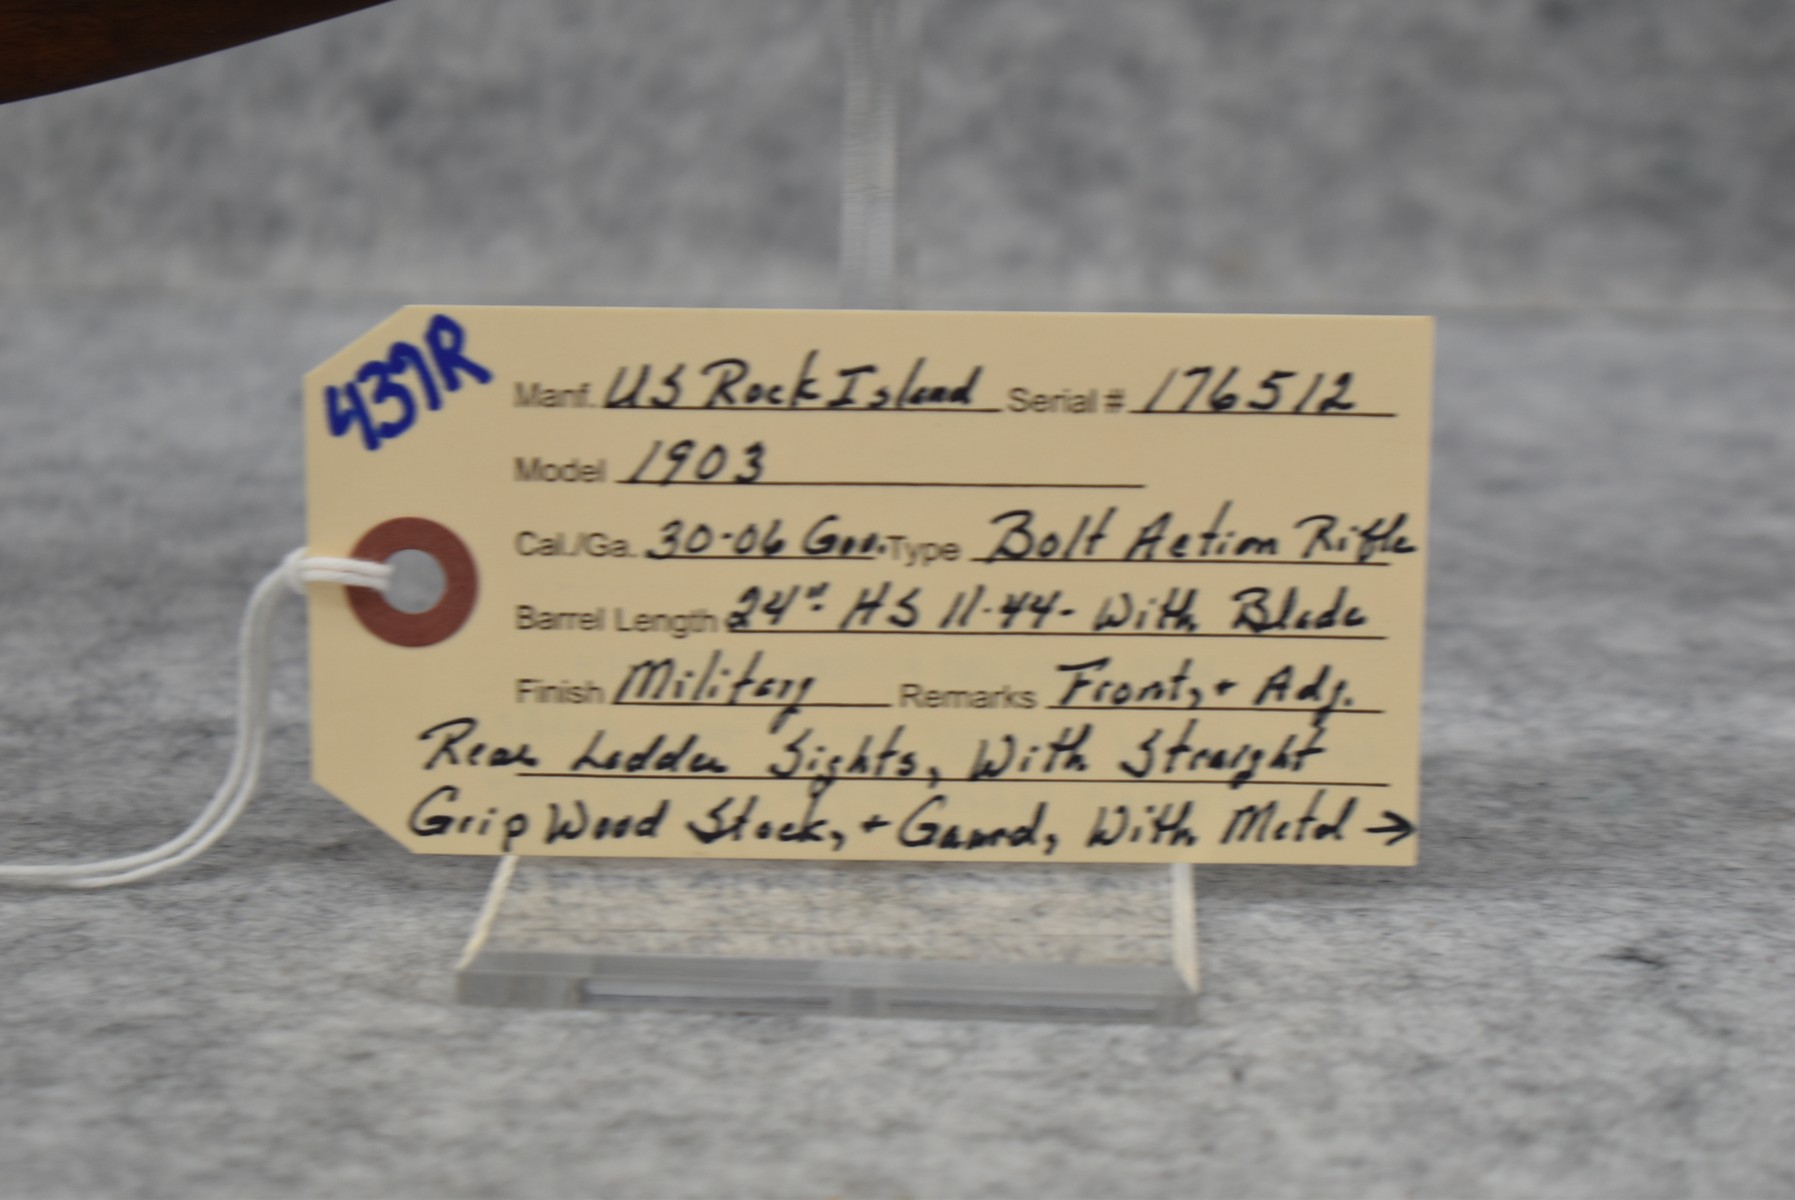 437R
Manf. US Rock Island Serial # 176512
Model 1903
Cal./Ga. 30-06 Gov. Type Bolt Action Rifle
Barrel Length 24" HS 11-44- With Blade
Finish Military Remarks Front, + Adj.
Rear Ladder Sights, With Straight
Grip Wood Stock, + Guard, With Metal →